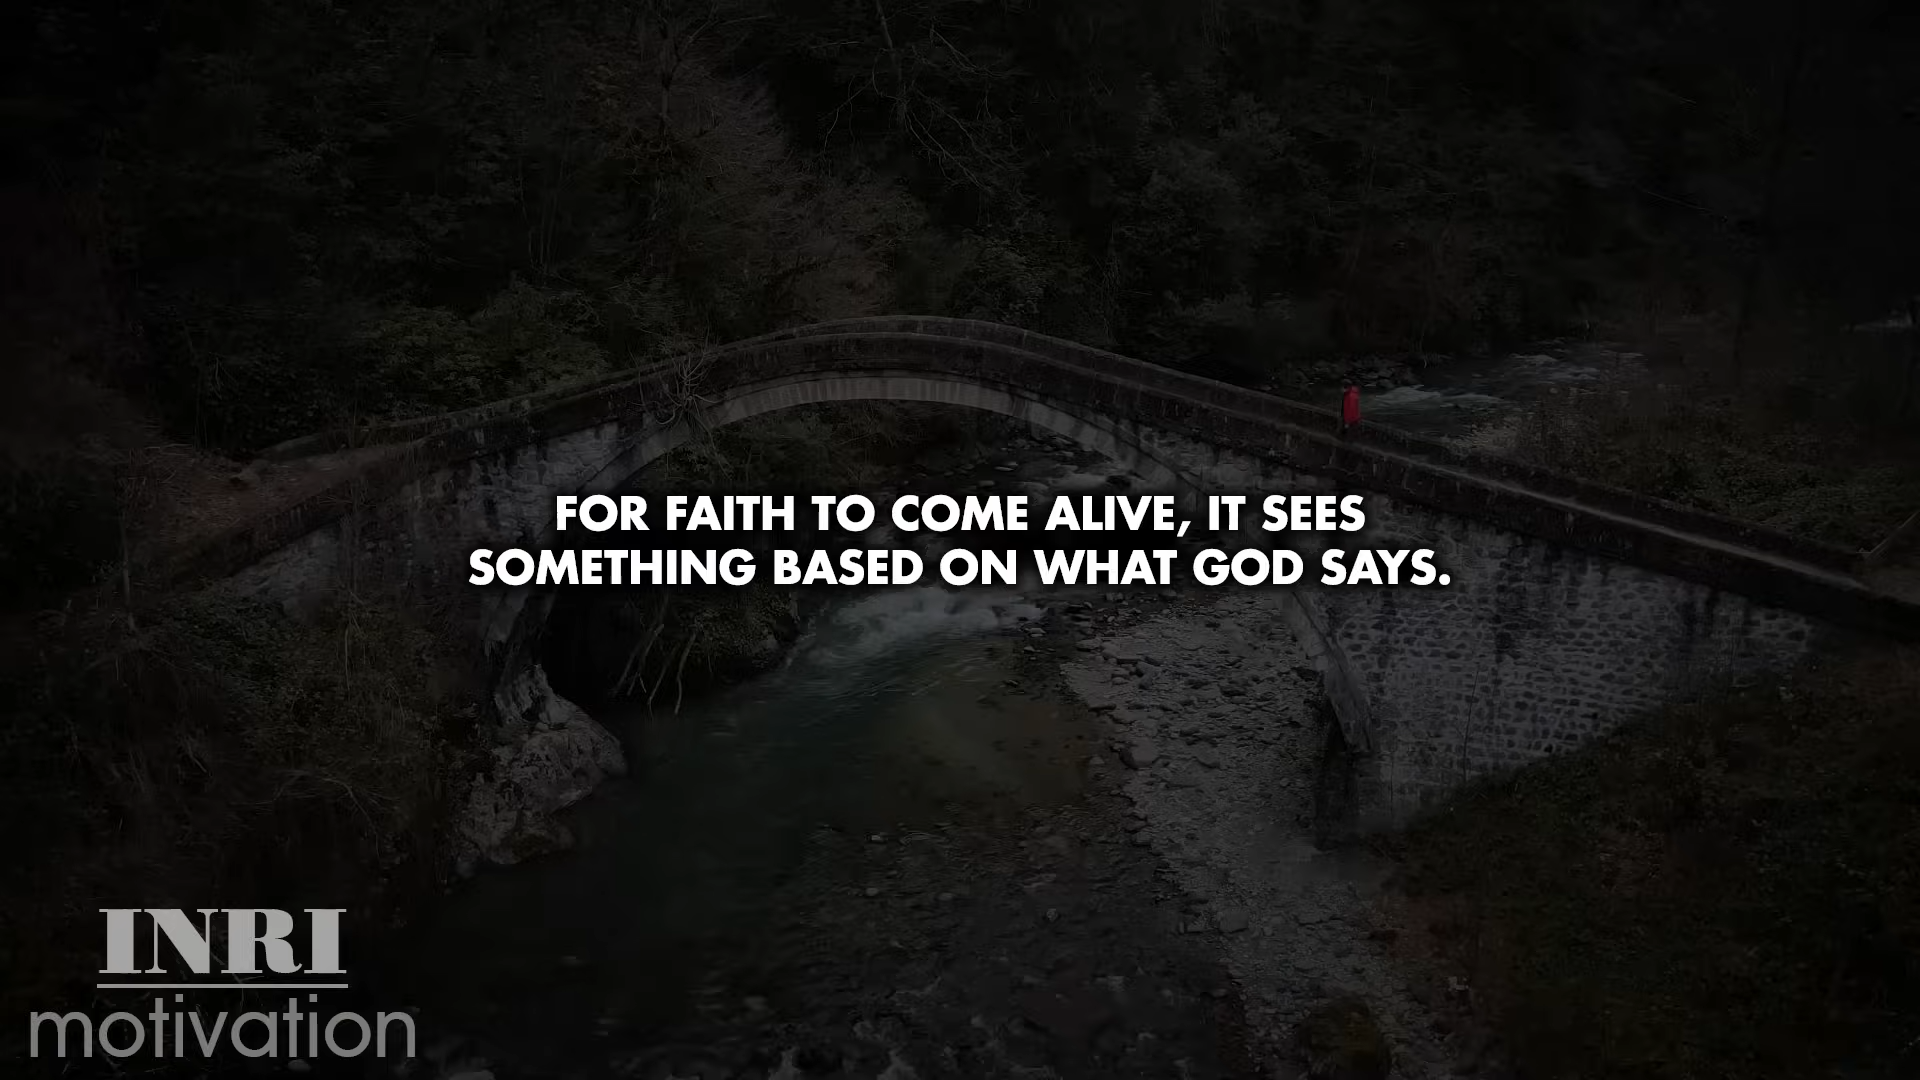 FOR FAITH TO COME ALIVE, IT SEES
SOMETHING BASED ON WHAT GOD SAYS.
INRI
motivation